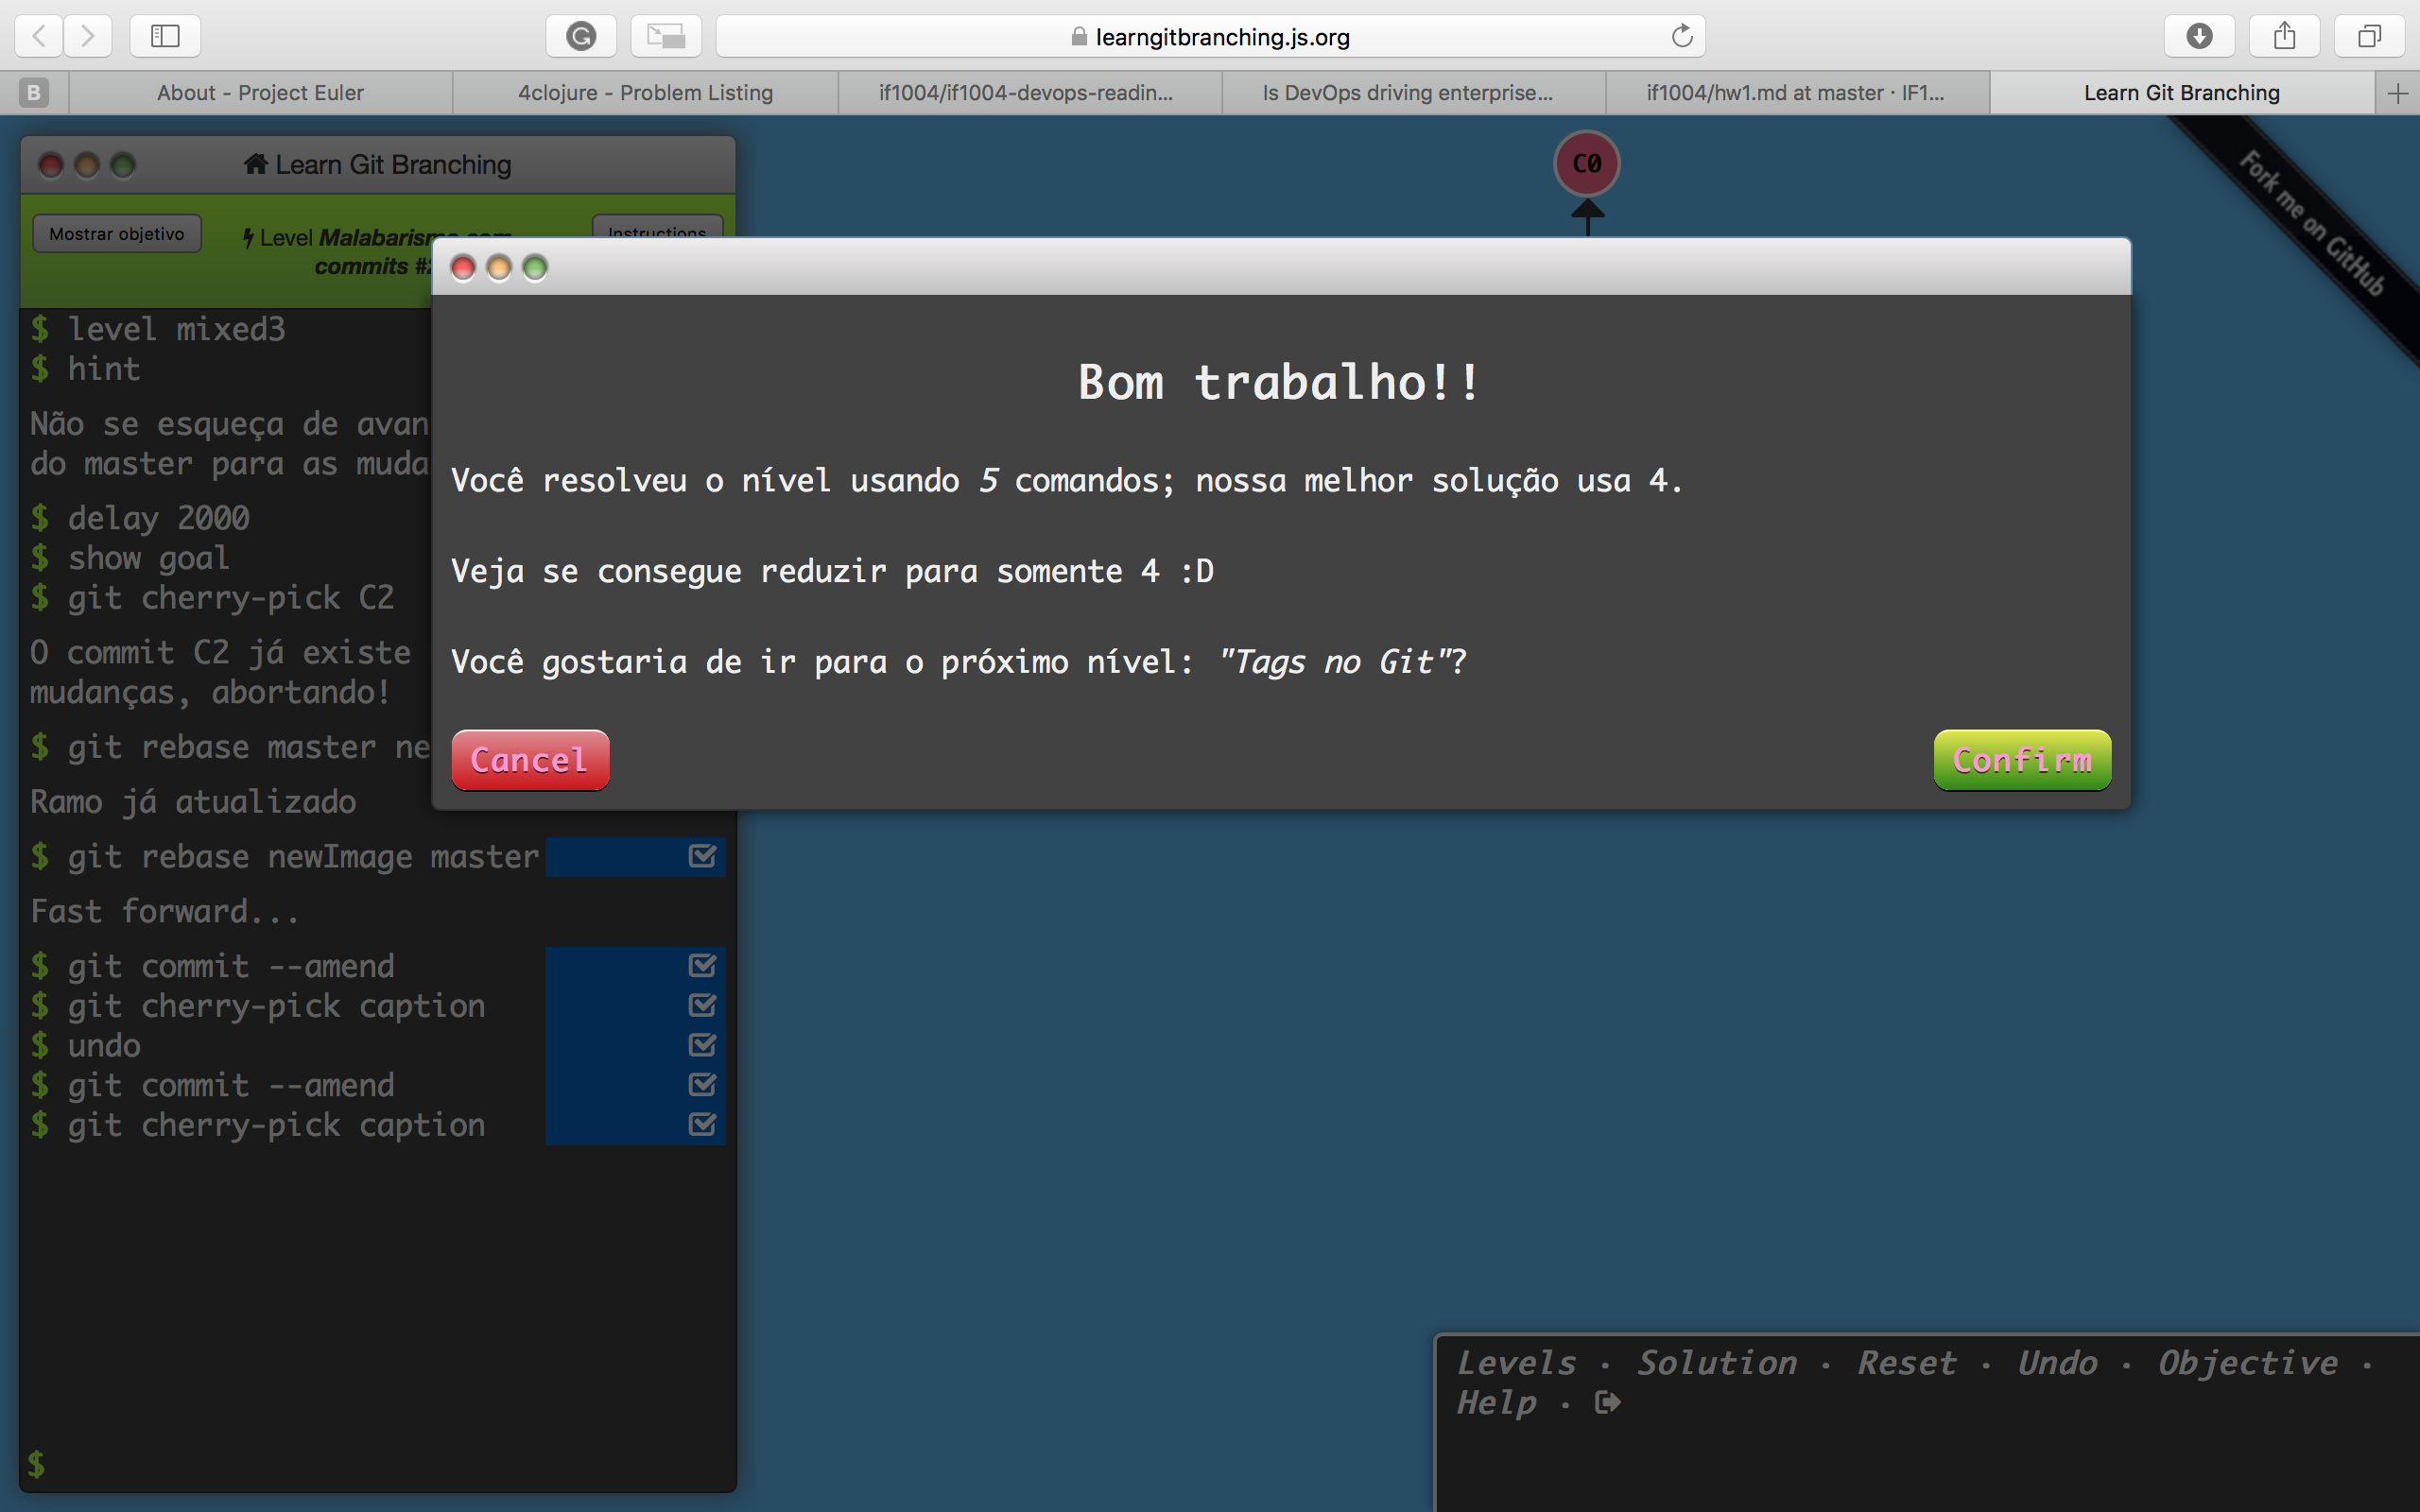 learngitbranching.js.org
B
About - Project Euler
4clojure - Problem Listing
if1004/if1004-devops-readin...
Is DevOps driving enterprise...
if1004/hw1.md at master · IF1...
Learn Git Branching
Learn Git Branching
C0
Fork me on GitHub
Mostrar objetivo
Level Malabarismo com
commits #2
Instructions
$ level mixed3
$ hint
Não se esqueça de avan
do master para as muda
$ delay 2000
$ show goal
$ git cherry-pick C2
O commit C2 já existe
mudanças, abortando!
$ git rebase master ne
Ramo já atualizado
$ git rebase newImage master
Fast forward...
$ git commit --amend
$ git cherry-pick caption
$ undo
$ git commit --amend
$ git cherry-pick caption
$
Bom trabalho!!
Você resolveu o nível usando 5 comandos; nossa melhor solução usa 4.
Veja se consegue reduzir para somente 4 :D
Você gostaria de ir para o próximo nível: "Tags no Git"?
Cancel
Confirm
Levels · Solution · Reset · Undo · Objective ·
Help ·